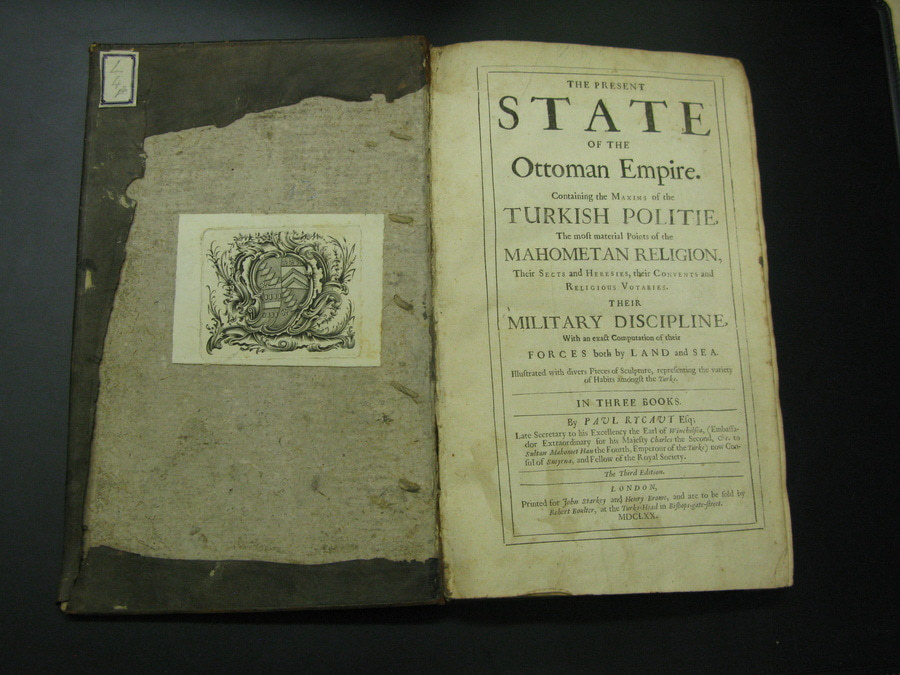 THE PRESENT
STATE
OF THE
Ottoman Empire.
Containing the MAXIMS of the
TURKISH POLITIE,
The moſt material Points of the
MAHOMETAN RELIGION,
Their SECTS and HERESIES, their CONVENTS and
RELIGIOUS VOTARIES.
THEIR
MILITARY DISCIPLINE,
With an exact Computation of their
FORCES both by LAND and SEA.
Illuſtrated with divers Pieces of Sculpture, repreſenting the variety
of Habits amongſt the Turks.
IN THREE BOOKS.
By PAUL RYCAUT Eſq;
Late Secretary to his Excellency the Earl of Winchilſea, (Embaſſa-
dor Extraordinary for his Majeſty Charles the Second, &c. to
Sultan Mahomet Han the Fourth, Emperour of the Turks) now Con-
ſul of Smyrna, and Fellow of the Royal Society.
The Third Edition.
LONDON,
Printed for John Starkey and Henry Brome, and are to be ſold by
Robert Boulter, at the Turks-Head in Biſhopſgate-ſtreet.
MDCLXX.